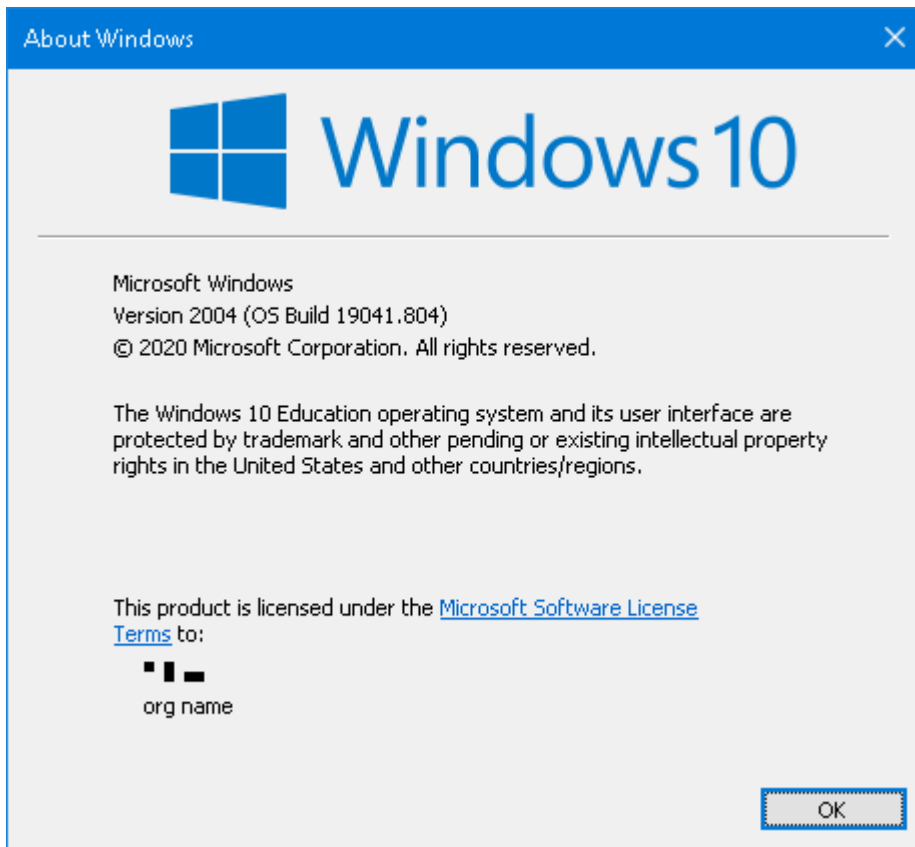 About Windows
Windows 10
Microsoft Windows
Version 2004 (OS Build 19041.804)
© 2020 Microsoft Corporation. All rights reserved.
The Windows 10 Education operating system and its user interface are
protected by trademark and other pending or existing intellectual property
rights in the United States and other countries/regions.
This product is licensed under the Microsoft Software License
Terms to:
org name
OK